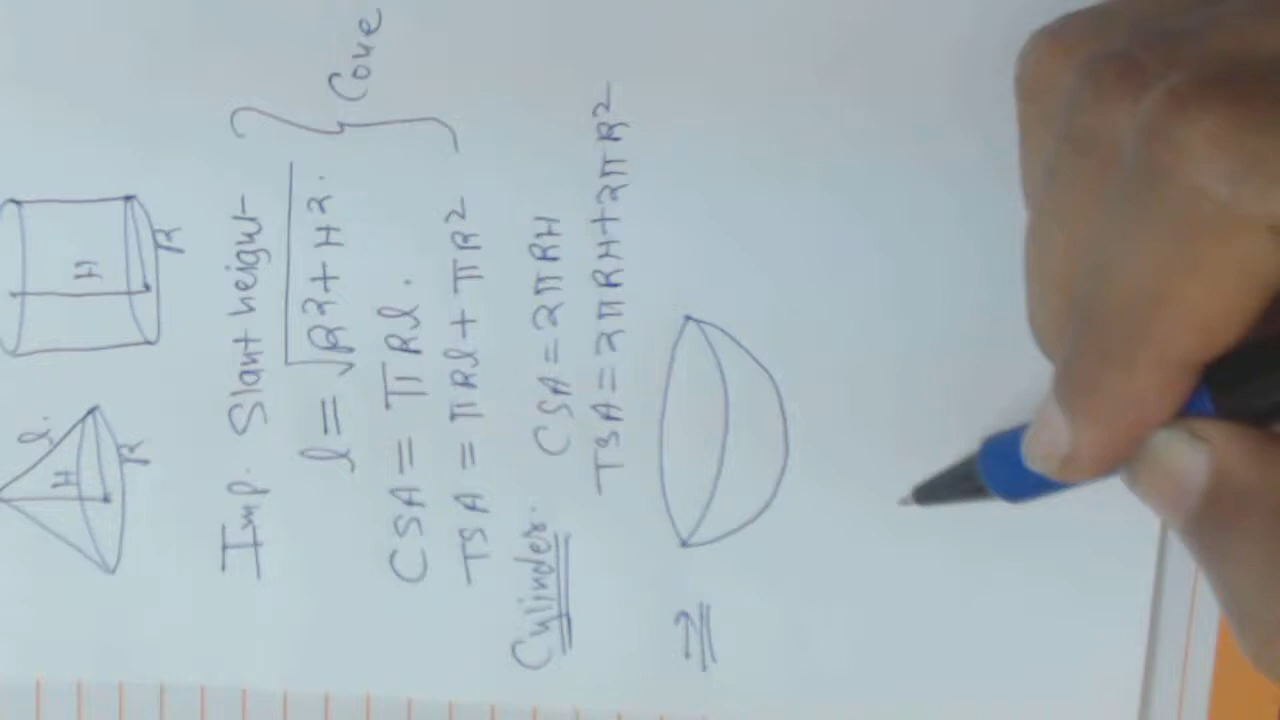 l.
H
R
H
R
Imp. Slant height
l = √R2 + H2.
CSA = πRl.
TSA = πRl + πR2
Cone
Cylinder. CSA = 2πRH
TSA = 2πRH + 2πR2
⇒